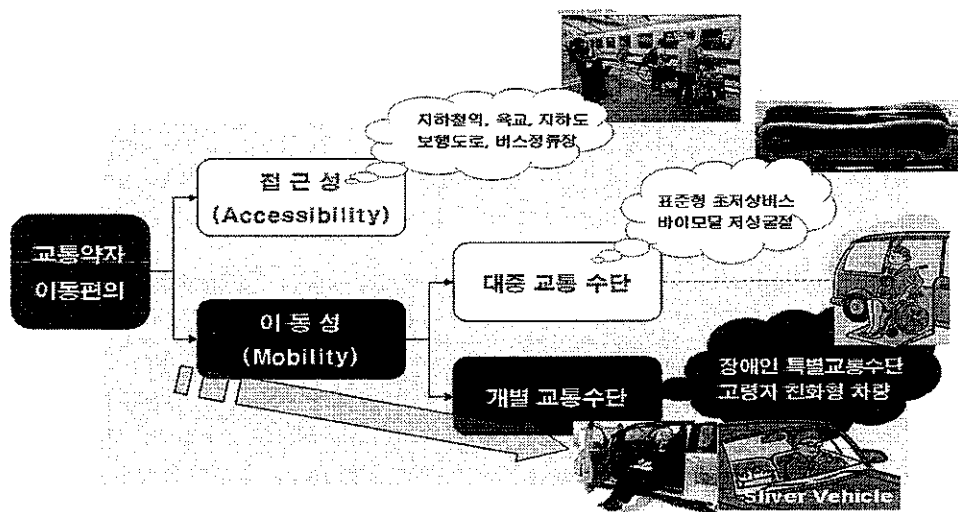 지하철역, 육교, 지하도
보행도로, 버스정류장
접 근 성
(Accessibility)
표준형 초저상버스
바이모달 저상굴절
교통약자
이동편의
대중 교통 수단
이 동 성
(Mobility)
개별 교통수단
장애인 특별교통수단
고령자 친화형 차량
Sliver Vehicle